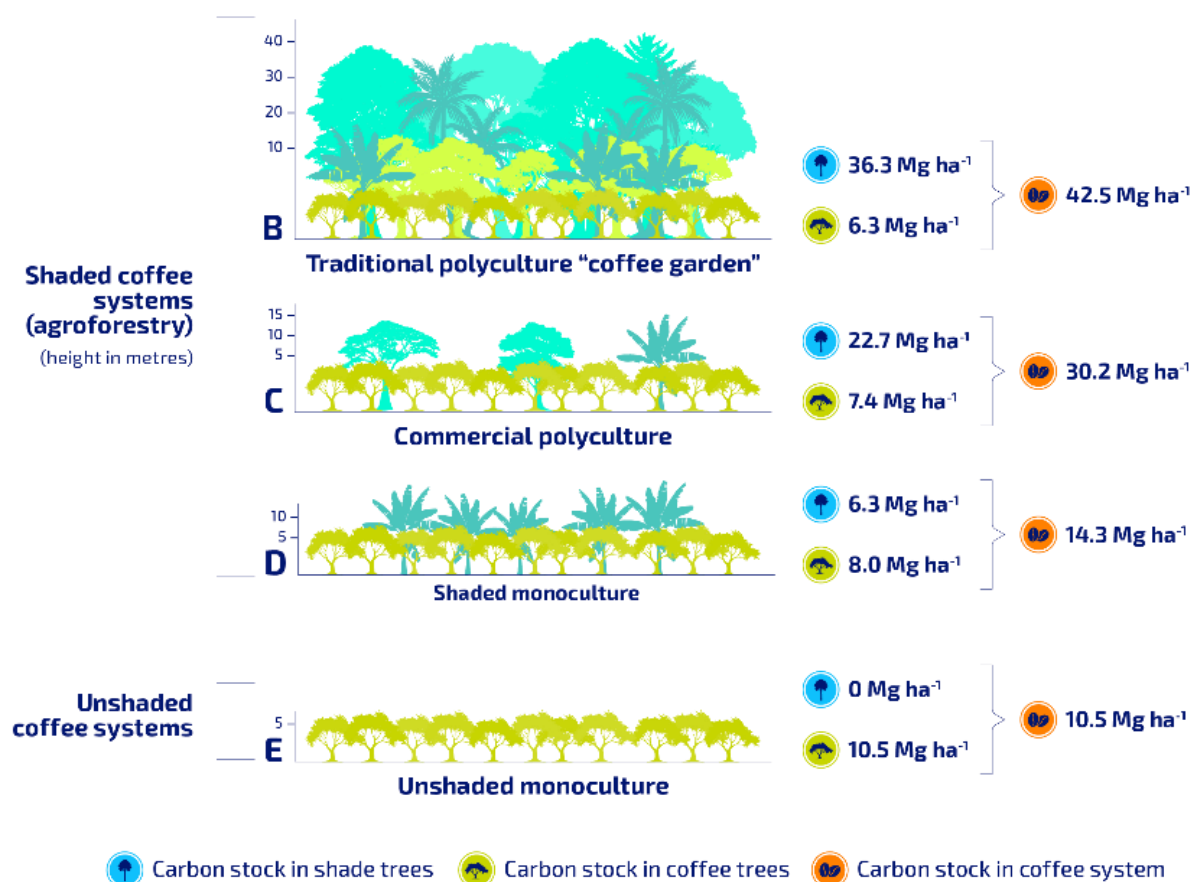 40
30
20
10
B
Traditional polyculture “coffee garden”
36.3 Mg ha⁻¹
6.3 Mg ha⁻¹
42.5 Mg ha⁻¹
Shaded coffee
systems
(agroforestry)
(height in metres)
15
10
5
C
Commercial polyculture
22.7 Mg ha⁻¹
7.4 Mg ha⁻¹
30.2 Mg ha⁻¹
10
5
D
Shaded monoculture
6.3 Mg ha⁻¹
8.0 Mg ha⁻¹
14.3 Mg ha⁻¹
Unshaded
coffee systems
5
E
Unshaded monoculture
0 Mg ha⁻¹
10.5 Mg ha⁻¹
10.5 Mg ha⁻¹
Carbon stock in shade trees
Carbon stock in coffee trees
Carbon stock in coffee system